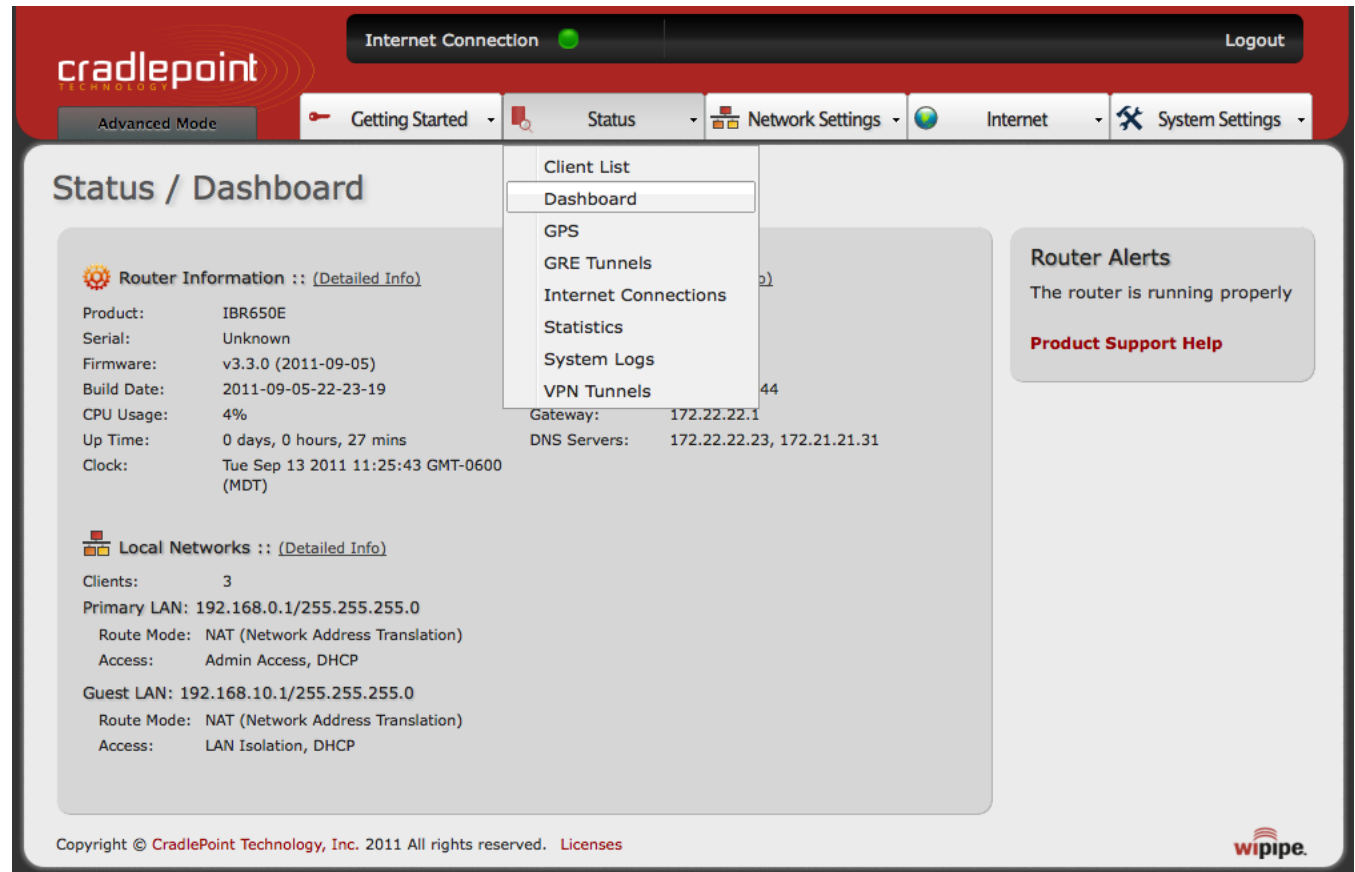 Internet Connection
Logout
cradlepoint
TECHNOLOGY
Advanced Mode
Getting Started
Status
Network Settings
Internet
System Settings
Client List
Dashboard
GPS
GRE Tunnels
Internet Connections
Statistics
System Logs
VPN Tunnels
Status / Dashboard
Router Information :: (Detailed Info)
Product: IBR650E
Serial: Unknown
Firmware: v3.3.0 (2011-09-05)
Build Date: 2011-09-05-22-23-19
CPU Usage: 4%
Up Time: 0 days, 0 hours, 27 mins
Clock: Tue Sep 13 2011 11:25:43 GMT-0600
(MDT)
44
Gateway: 172.22.22.1
DNS Servers: 172.22.22.23, 172.21.21.31
Local Networks :: (Detailed Info)
Clients: 3
Primary LAN: 192.168.0.1/255.255.255.0
Route Mode: NAT (Network Address Translation)
Access: Admin Access, DHCP
Guest LAN: 192.168.10.1/255.255.255.0
Route Mode: NAT (Network Address Translation)
Access: LAN Isolation, DHCP
Router Alerts
The router is running properly
Product Support Help
Copyright © CradlePoint Technology, Inc. 2011 All rights reserved. Licenses
wipipe.